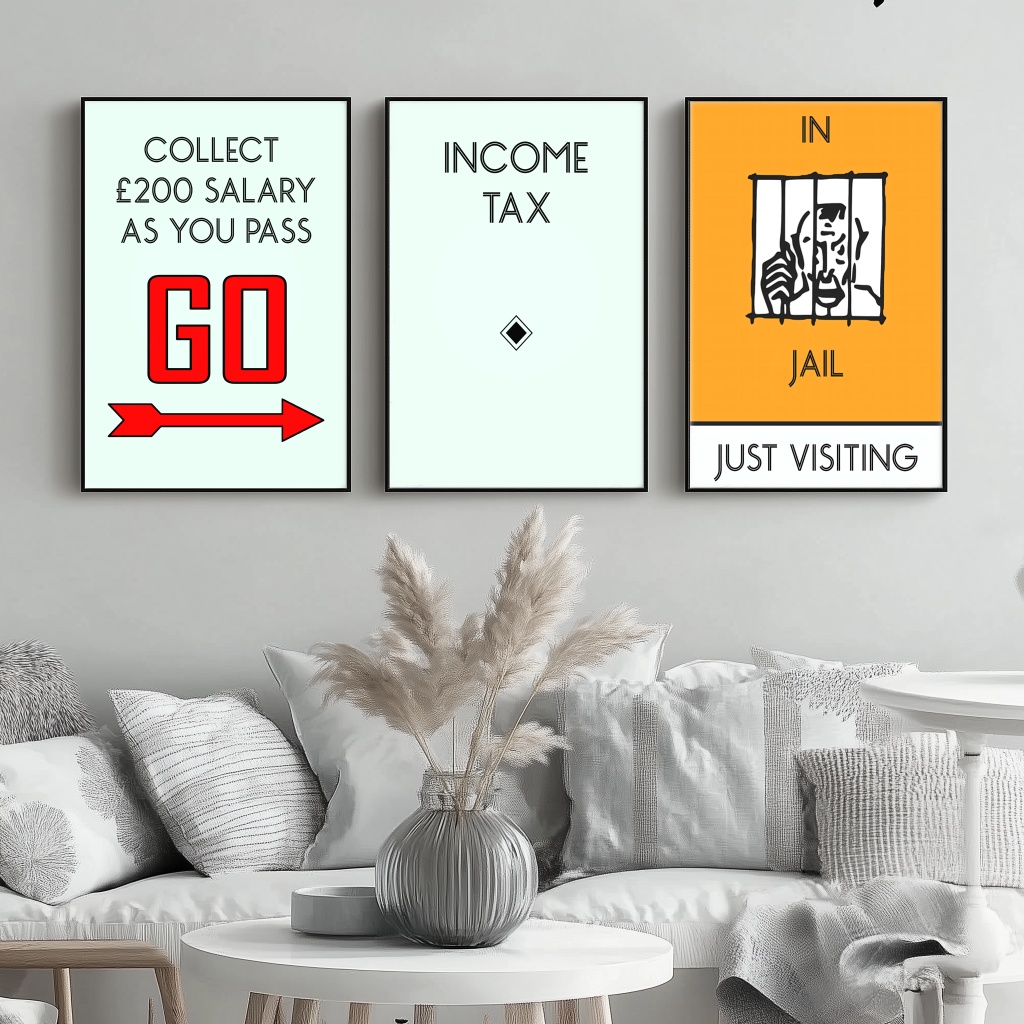 COLLECT
£200 SALARY
AS YOU PASS
GO
INCOME
TAX
IN
JAIL
JUST VISITING